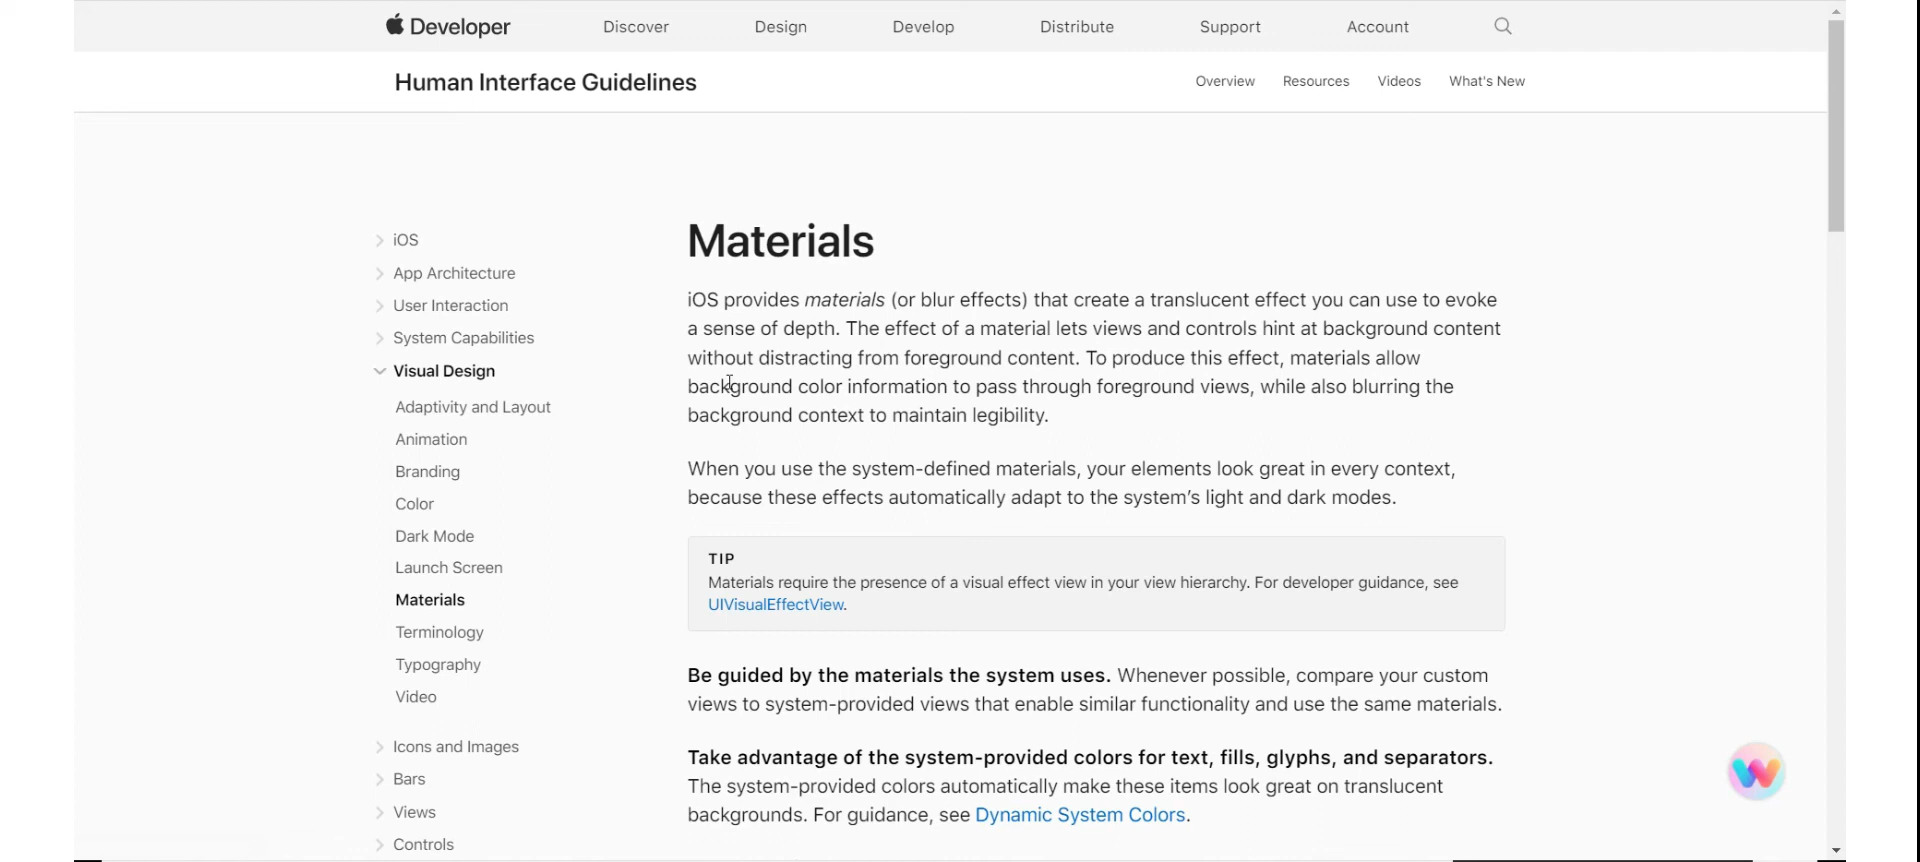 Developer
Discover
Design
Develop
Distribute
Support
Account
Human Interface Guidelines
Overview
Resources
Videos
What's New
iOS
App Architecture
User Interaction
System Capabilities
Visual Design
Adaptivity and Layout
Animation
Branding
Color
Dark Mode
Launch Screen
Materials
Terminology
Typography
Video
Icons and Images
Bars
Views
Controls
Materials
iOS provides materials (or blur effects) that create a translucent effect you can use to evoke
a sense of depth. The effect of a material lets views and controls hint at background content
without distracting from foreground content. To produce this effect, materials allow
background color information to pass through foreground views, while also blurring the
background context to maintain legibility.
When you use the system-defined materials, your elements look great in every context,
because these effects automatically adapt to the system’s light and dark modes.
TIP
Materials require the presence of a visual effect view in your view hierarchy. For developer guidance, see
UIVisualEffectView.
Be guided by the materials the system uses. Whenever possible, compare your custom
views to system-provided views that enable similar functionality and use the same materials.
Take advantage of the system-provided colors for text, fills, glyphs, and separators.
The system-provided colors automatically make these items look great on translucent
backgrounds. For guidance, see Dynamic System Colors.
W